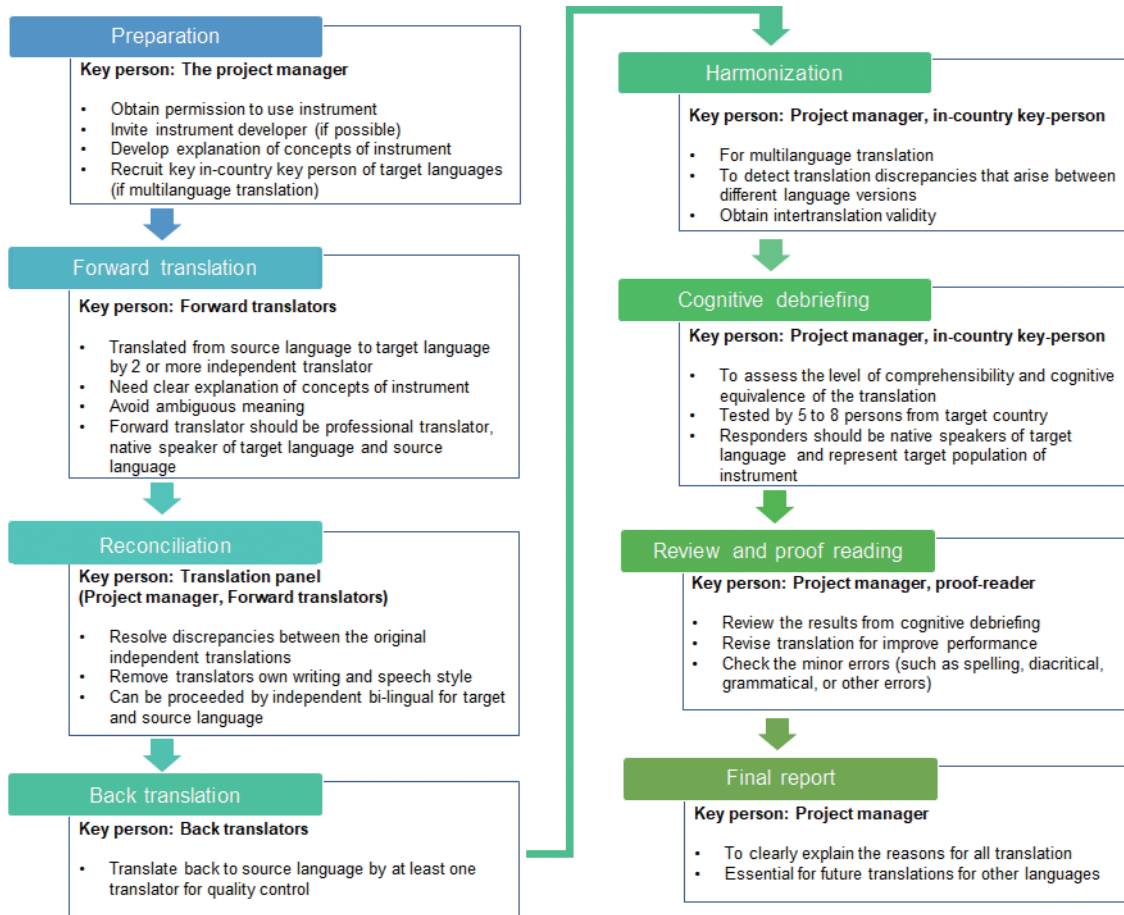 Preparation
Key person: The project manager
• Obtain permission to use instrument
• Invite instrument developer (if possible)
• Develop explanation of concepts of instrument
• Recruit key in-country key person of target languages
(if multilanguage translation)
Forward translation
Key person: Forward translators
• Translated from source language to target language
by 2 or more independent translator
• Need clear explanation of concepts of instrument
• Avoid ambiguous meaning
• Forward translator should be professional translator,
native speaker of target language and source
language
Reconciliation
Key person: Translation panel
(Project manager, Forward translators)
• Resolve discrepancies between the original
independent translations
• Remove translators own writing and speech style
• Can be proceeded by independent bi-lingual for target
and source language
Back translation
Key person: Back translators
• Translate back to source language by at least one
translator for quality control
Harmonization
Key person: Project manager, in-country key-person
• For multilanguage translation
• To detect translation discrepancies that arise between
different language versions
• Obtain intertranslation validity
Cognitive debriefing
Key person: Project manager, in-country key-person
• To assess the level of comprehensibility and cognitive
equivalence of the translation
• Tested by 5 to 8 persons from target country
• Responders should be native speakers of target
language and represent target population of
instrument
Review and proof reading
Key person: Project manager, proof-reader
• Review the results from cognitive debriefing
• Revise translation for improve performance
• Check the minor errors (such as spelling, diacritical,
grammatical, or other errors)
Final report
Key person: Project manager
• To clearly explain the reasons for all translation
• Essential for future translations for other languages